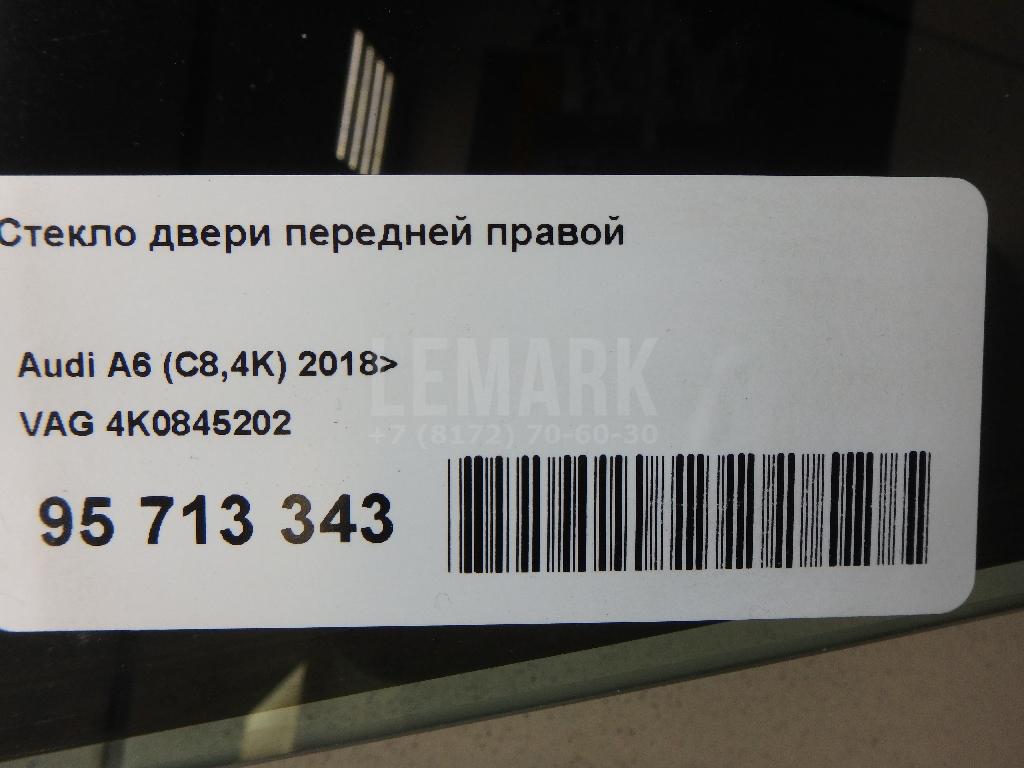 Стекло двери передней правой
Audi A6 (C8,4K) 2018>
VAG 4K0845202
95 713 343
LEMARK
+7 (8172) 70-60-30